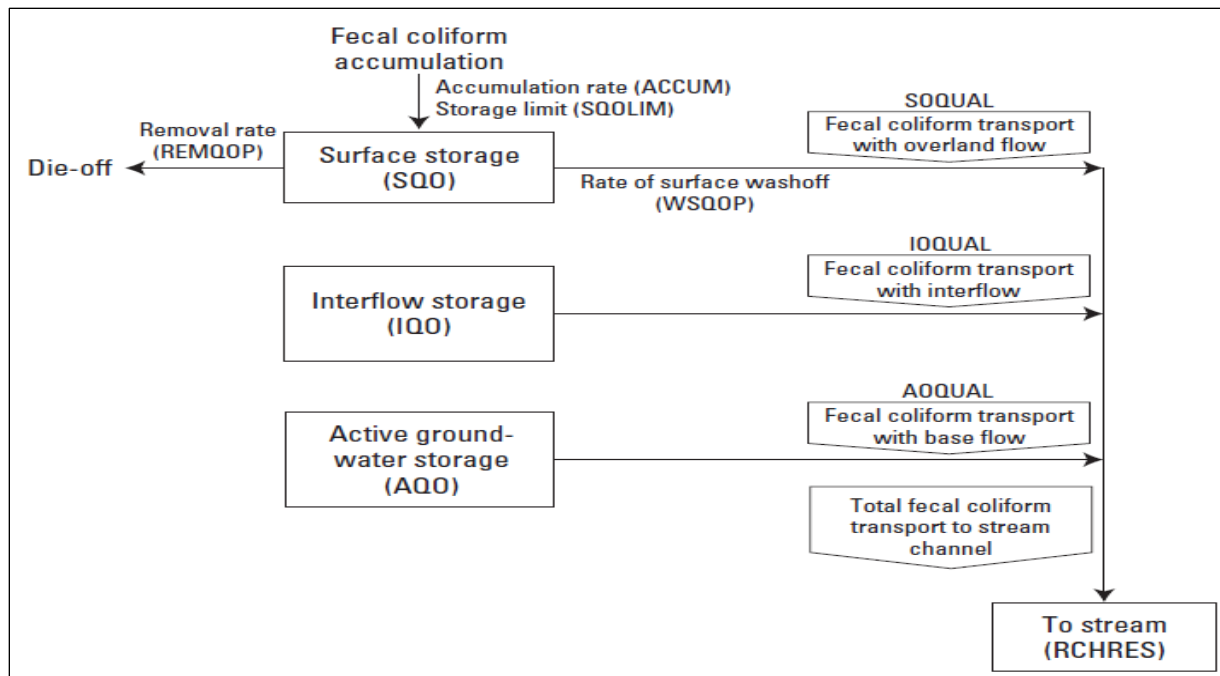 Fecal coliform
accumulation
Accumulation rate (ACCUM)
Storage limit (SQOLIM)
Removal rate
(REMQOP)
Die-off
Surface storage
(SQO)
Rate of surface washoff
(WSQOP)
SOQUAL
Fecal coliform transport
with overland flow
Interflow storage
(IQO)
IOQUAL
Fecal coliform transport
with interflow
Active ground-
water storage
(AQO)
AOQUAL
Fecal coliform transport
with base flow
Total fecal coliform
transport to stream
channel
To stream
(RCHRES)